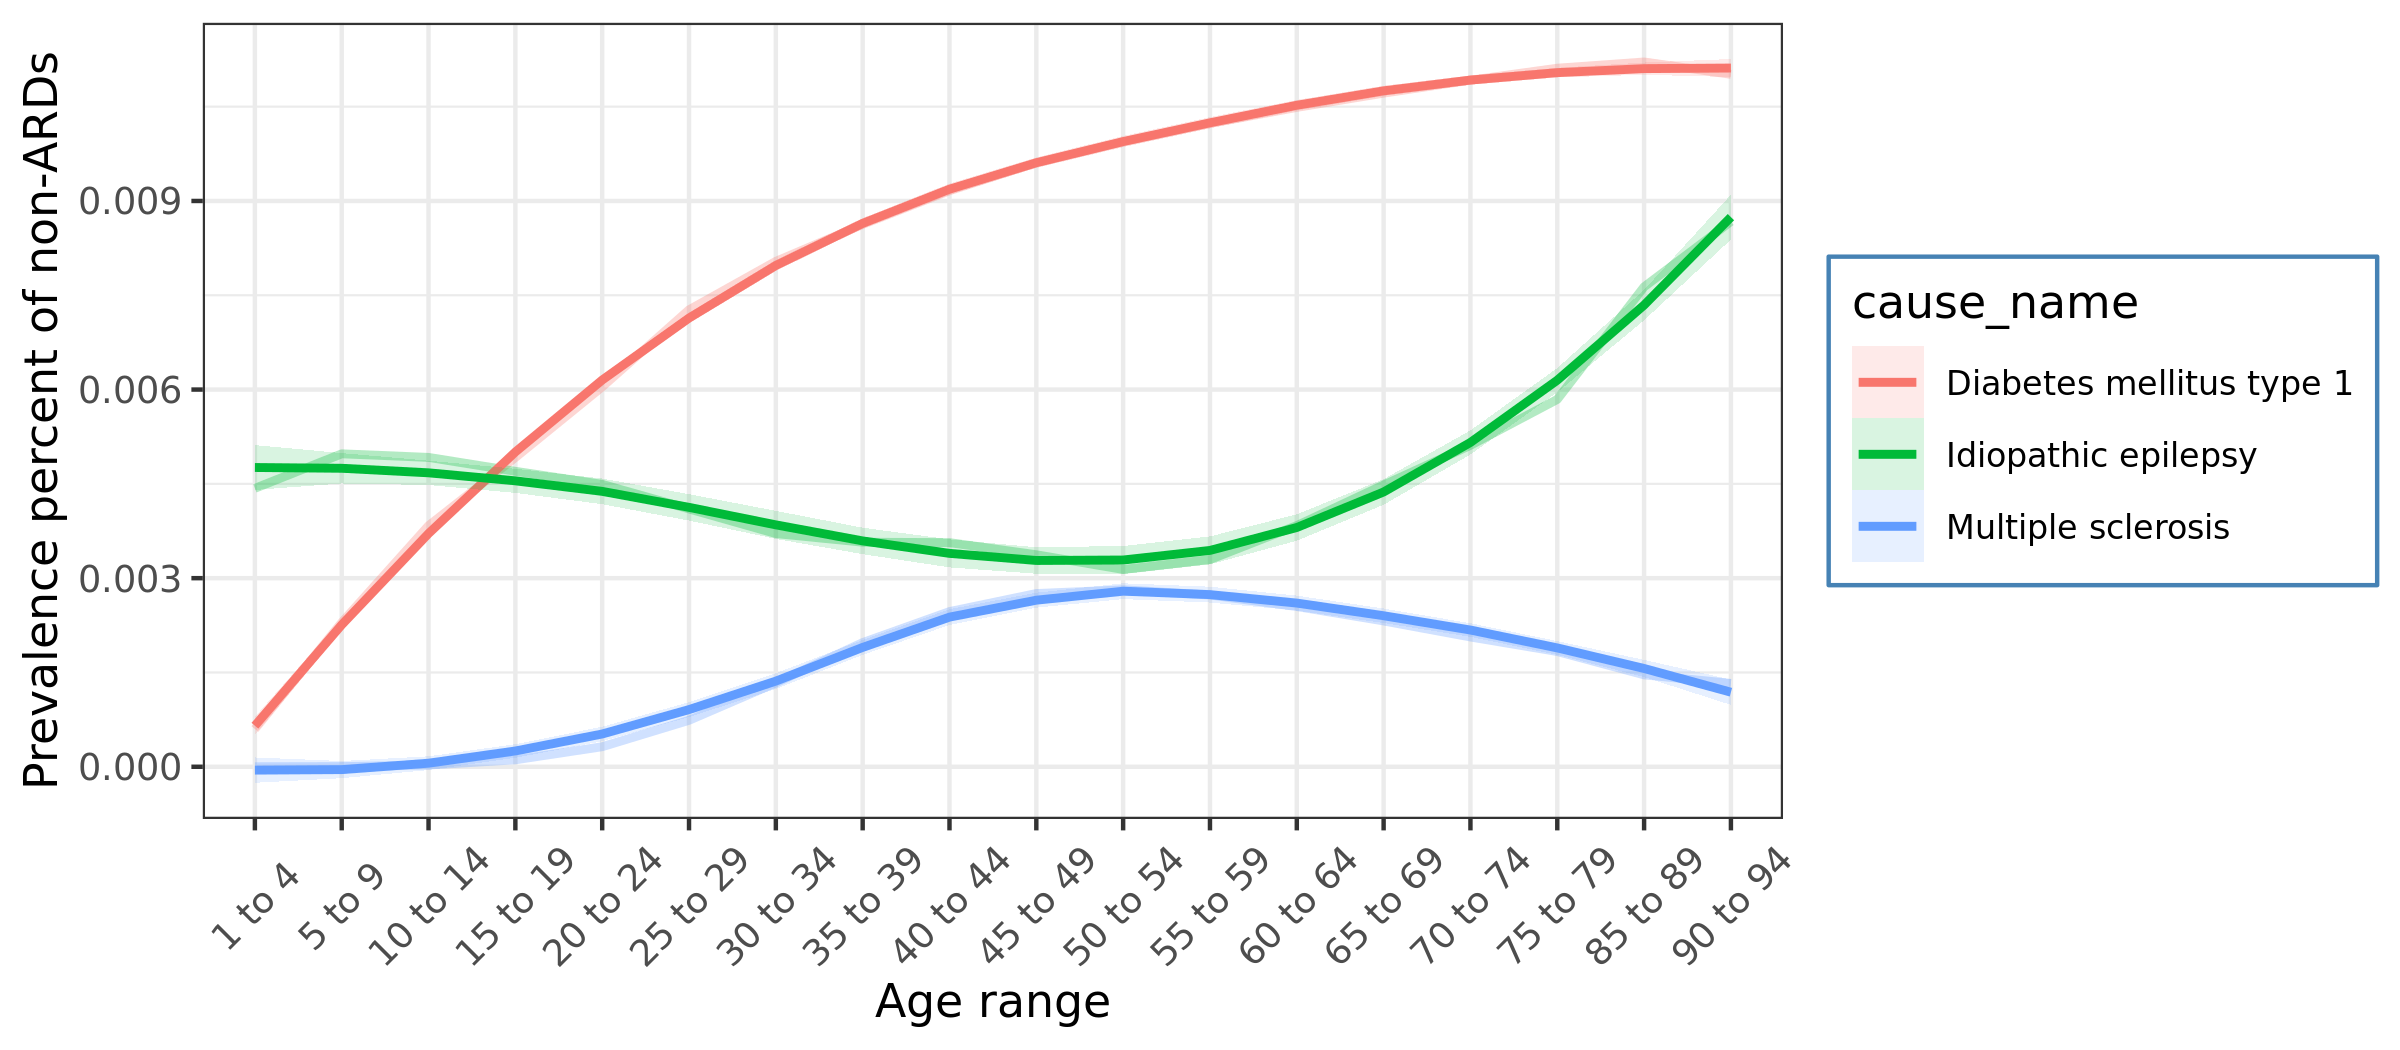 Prevalence percent of non-ARDs
0.009
0.006
0.003
0.000
1 to 4
5 to 9
10 to 14
15 to 19
20 to 24
25 to 29
30 to 34
35 to 39
40 to 44
45 to 49
50 to 54
55 to 59
60 to 64
65 to 69
70 to 74
75 to 79
85 to 89
90 to 94
Age range
cause_name
Diabetes mellitus type 1
Idiopathic epilepsy
Multiple sclerosis